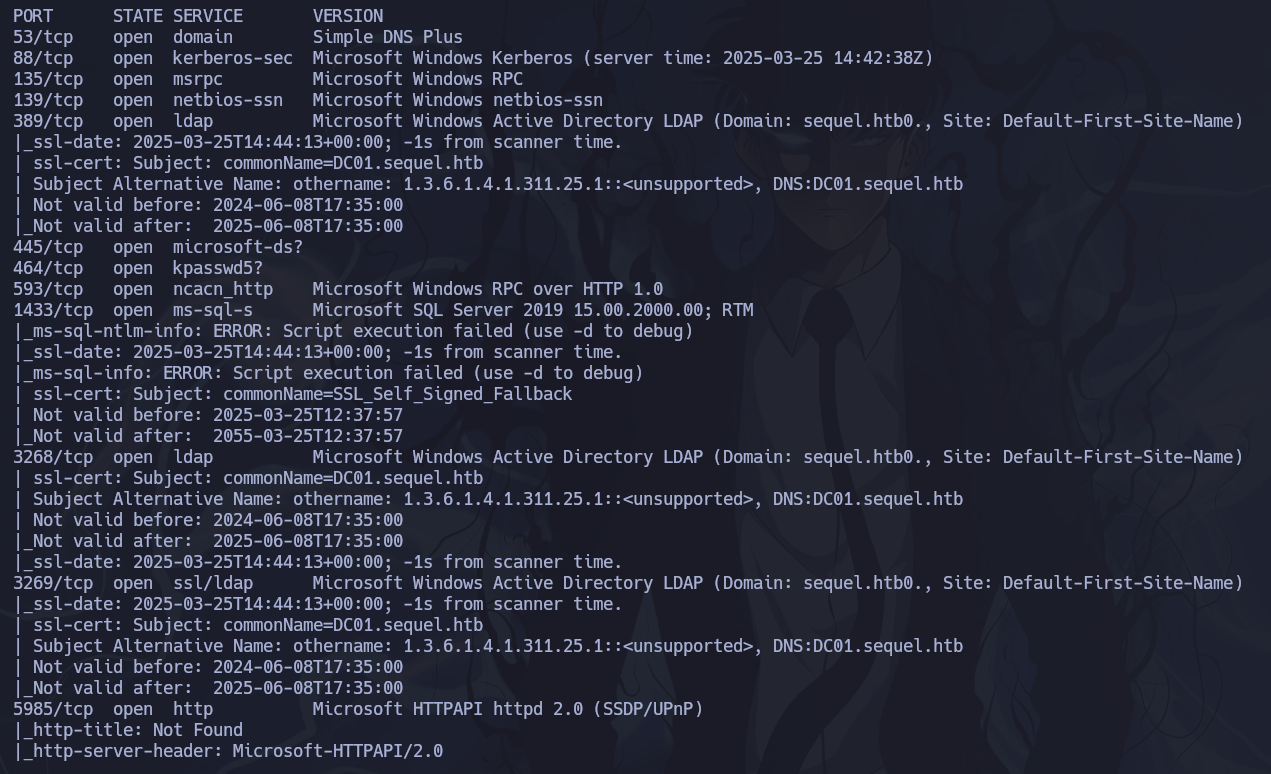 PORT      STATE SERVICE       VERSION
53/tcp    open  domain        Simple DNS Plus
88/tcp    open  kerberos-sec  Microsoft Windows Kerberos (server time: 2025-03-25 14:42:38Z)
135/tcp   open  msrpc         Microsoft Windows RPC
139/tcp   open  netbios-ssn   Microsoft Windows netbios-ssn
389/tcp   open  ldap          Microsoft Windows Active Directory LDAP (Domain: sequel.htb0., Site: Default-First-Site-Name)
|_ssl-date: 2025-03-25T14:44:13+00:00; -1s from scanner time.
| ssl-cert: Subject: commonName=DC01.sequel.htb
| Subject Alternative Name: othername: 1.3.6.1.4.1.311.25.1::<unsupported>, DNS:DC01.sequel.htb
| Not valid before: 2024-06-08T17:35:00
|_Not valid after:  2025-06-08T17:35:00
445/tcp   open  microsoft-ds?
464/tcp   open  kpasswd5?
593/tcp   open  ncacn_http    Microsoft Windows RPC over HTTP 1.0
1433/tcp  open  ms-sql-s      Microsoft SQL Server 2019 15.00.2000.00; RTM
|_ms-sql-ntlm-info: ERROR: Script execution failed (use -d to debug)
|_ssl-date: 2025-03-25T14:44:13+00:00; -1s from scanner time.
|_ms-sql-info: ERROR: Script execution failed (use -d to debug)
| ssl-cert: Subject: commonName=SSL_Self_Signed_Fallback
| Not valid before: 2025-03-25T12:37:57
|_Not valid after:  2055-03-25T12:37:57
3268/tcp  open  ldap          Microsoft Windows Active Directory LDAP (Domain: sequel.htb0., Site: Default-First-Site-Name)
| ssl-cert: Subject: commonName=DC01.sequel.htb
| Subject Alternative Name: othername: 1.3.6.1.4.1.311.25.1::<unsupported>, DNS:DC01.sequel.htb
| Not valid before: 2024-06-08T17:35:00
|_Not valid after:  2025-06-08T17:35:00
|_ssl-date: 2025-03-25T14:44:13+00:00; -1s from scanner time.
3269/tcp  open  ssl/ldap      Microsoft Windows Active Directory LDAP (Domain: sequel.htb0., Site: Default-First-Site-Name)
|_ssl-date: 2025-03-25T14:44:13+00:00; -1s from scanner time.
| ssl-cert: Subject: commonName=DC01.sequel.htb
| Subject Alternative Name: othername: 1.3.6.1.4.1.311.25.1::<unsupported>, DNS:DC01.sequel.htb
| Not valid before: 2024-06-08T17:35:00
|_Not valid after:  2025-06-08T17:35:00
5985/tcp  open  http          Microsoft HTTPAPI httpd 2.0 (SSDP/UPnP)
|_http-title: Not Found
|_http-server-header: Microsoft-HTTPAPI/2.0